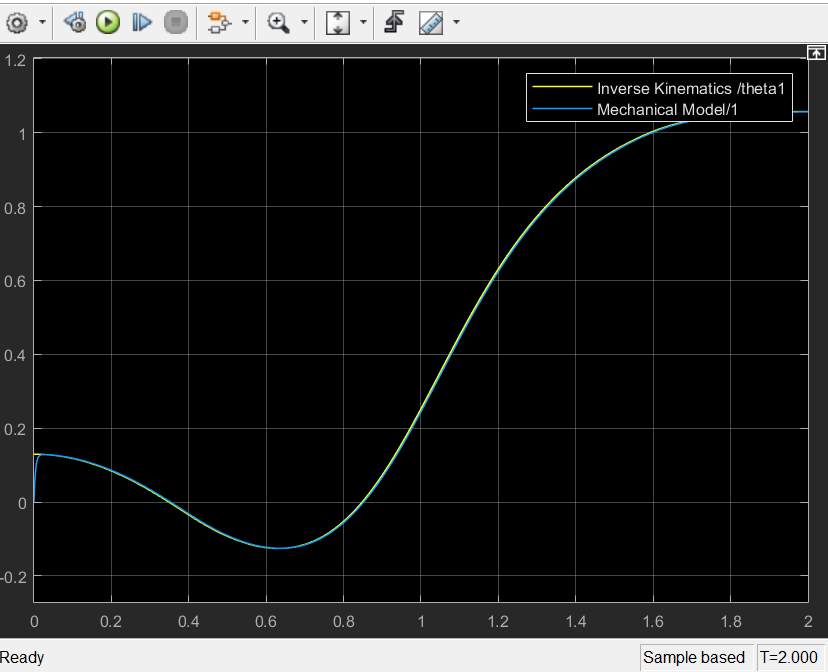 Inverse Kinematics /theta1
Mechanical Model/1
1.2
1
0.8
0.6
0.4
0.2
0
-0.2
0 0.2 0.4 0.6 0.8 1 1.2 1.4 1.6 1.8 2
Ready Sample based T=2.000